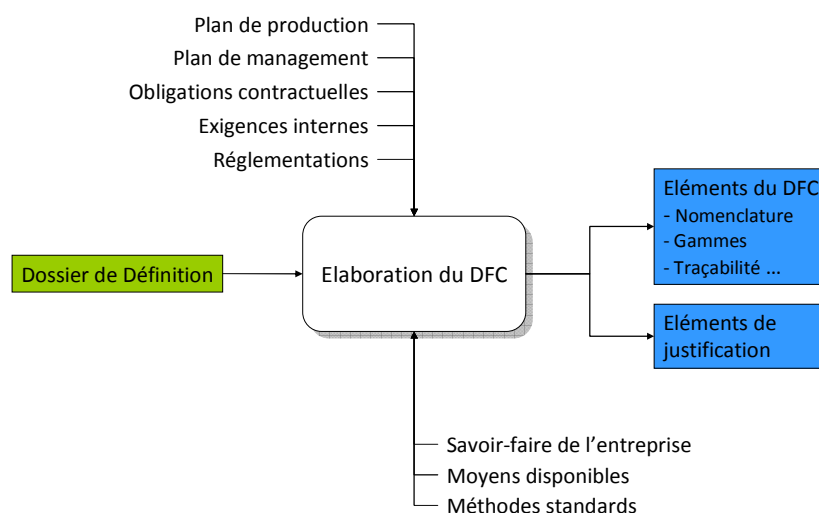 Plan de production
Plan de management
Obligations contractuelles
Exigences internes
Réglementations
Dossier de Définition
Elaboration du DFC
Eléments du DFC
- Nomenclature
- Gammes
- Traçabilité ...
Eléments de
justification
Savoir-faire de l'entreprise
Moyens disponibles
Méthodes standards